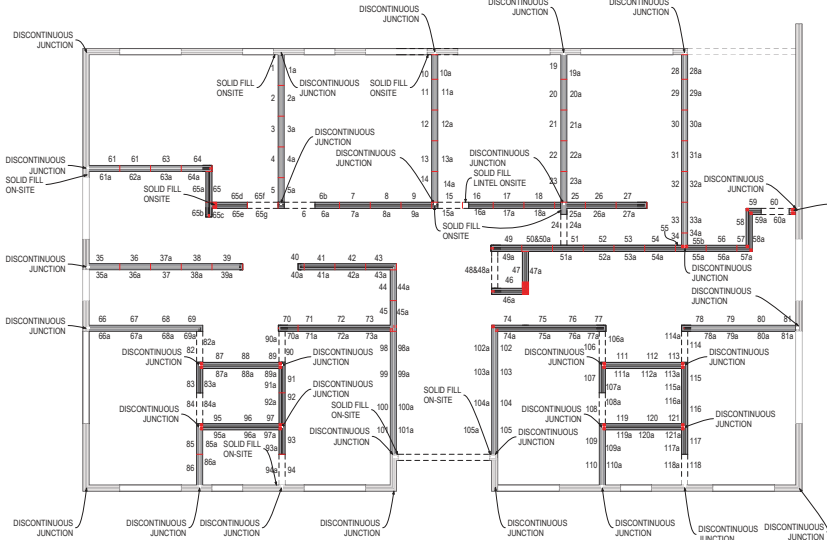 DISCONTINUOUS
JUNCTION
DISCONTINUOUS
JUNCTION
DISCONTINUOUS
JUNCTION
DISCONTINUOUS
JUNCTION
SOLID FILL
ONSITE
DISCONTINUOUS
JUNCTION
SOLID FILL
ONSITE
1 1a
2 2a
3 3a
4 4a
5 5a
10 10a
11 11a
12 12a
13 13a
14 14a
19 19a
20 20a
21 21a
22 22a
23 23a
28 28a
29 29a
30 30a
31 31a
32 32a
33 33a
34 34a
DISCONTINUOUS
JUNCTION
SOLID FILL
ON-SITE
61 61 63 64
61a 62a 63a 64a
65a 65
65b 65c
SOLID FILL
ONSITE
65d 65f
65e 65g
DISCONTINUOUS
JUNCTION
DISCONTINUOUS
JUNCTION
6b 7 8 9
6 6a 7a 8a 9a
15
15a
SOLID FILL
LINTEL ONSITE
DISCONTINUOUS
JUNCTION
SOLID FILL
ONSITE
16 17 18
16a 17a 18a
25 26 27
25a 26a 27a
24 24a
DISCONTINUOUS
JUNCTION
59 60
59a 60a
58 58a
DISCONTINUOUS
JUNCTION
35 36 37a 38 39
35a 36a 37a 38a 39a
40 41 42 43
40a 41a 42a 43a
44 44a
45 45a
49 50&50a 51 52 53 54 55 55b 56 57
49a 51a 52a 53a 54a 55a 56a 57a
48&48a
47 47a
46
46a
DISCONTINUOUS
JUNCTION
DISCONTINUOUS
JUNCTION
66 67 68 69
66a 67a 68a 69a
70 71 72 73
70a 71a 72a 73a
74 75 76 77
74a 75a 76a 77a
78 79 80 81
78a 79a 80a 81a
DISCONTINUOUS
JUNCTION
82 82a
83 83a
84 84a
85 85a
86 86a
87 88 89
87a 88a 89a
90 90a
91 91a
92 92a
93 93a
94 94a
95 96 97
95a 96a 97a
DISCONTINUOUS
JUNCTION
DISCONTINUOUS
JUNCTION
DISCONTINUOUS
JUNCTION
DISCONTINUOUS
JUNCTION
SOLID FILL
ON-SITE
SOLID FILL
ON-SITE
DISCONTINUOUS
JUNCTION
98 98a
99 99a
100 100a
101 101a
SOLID FILL
ON-SITE
102a 102
103a 103
104a 104
105a 105
DISCONTINUOUS
JUNCTION
106 106a
107 107a
108 108a
109 109a
110 110a
111 112 113
111a 112a 113a
114a 114
115a 115
116a 116
117a 117
118a 118
119 120 121
119a 120a 121a
DISCONTINUOUS
JUNCTION
DISCONTINUOUS
JUNCTION
DISCONTINUOUS
JUNCTION
DISCONTINUOUS
JUNCTION
DISCONTINUOUS
JUNCTION
DISCONTINUOUS
JUNCTION
DISCONTINUOUS
JUNCTION
DISCONTINUOUS
JUNCTION
DISCONTINUOUS
JUNCTION
DISCONTINUOUS
JUNCTION
DISCONTINUOUS
JUNCTION